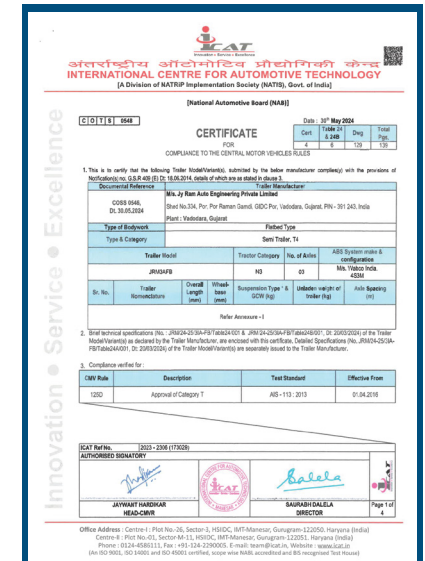 iCAT
Innovation • Service • Excellence
अंतर्राष्ट्रीय ऑटोमोटिव प्रौद्योगिकी केन्द्र
INTERNATIONAL CENTRE FOR AUTOMOTIVE TECHNOLOGY
[A Division of NATRiP Implementation Society (NATIS), Govt. of India]
[National Automotive Board (NAB)]
C O T S 0548
Date : 30th May 2024
CERTIFICATE
FOR
COMPLIANCE TO THE CENTRAL MOTOR VEHICLES RULES
Cert Table 24 & 24B Dwg Total Pgs.
4 6 129 139
1. This is to certify that the following Trailer Model/Variant(s), submitted by the below manufacturer complies(y) with the provisions of
Notification(s) no. G.S.R 409 (E) Dt: 18.06.2014, details of which are as stated in clause 3.
Documental Reference Trailer Manufacturer
COSS 0548,
Dt. 30.05.2024
M/s. Jy Ram Auto Engineering Private Limited
Shed No.304, Por, Por Raman Gamdi, GIDC Por, Vadodara, Gujarat, PIN - 391 243, India
Plant : Vadodara, Gujarat
Type of Bodywork Flatbed Type
Type & Category Semi Trailer, T4
Trailer Model Tractor Category No. of Axles ABS System make & configuration
JRM3AFB N3 03 M/s. Wabco India.
4S3M
Sr. No. Trailer Nomenclature Overall Length (mm) Wheel-base (mm) Suspension Type * & GCW (kg) Unladen weight of trailer (kg) Axle Spacing (m)
Refer Annexure - I
2. Brief technical specifications (No. : JRM/24-25/3IA-FB/Table24/001 & JRM/24-25/3IA-FB/Table24B/001, Dt: 20/03/2024) of the Trailer
Model/Variant(s) as declared by the Trailer Manufacturer, are enclosed with this certificate, Detailed Specifications (No. JRM/24-25/3IA-
FB/Table24A/001, Dt: 20/03/2024) of the Trailer Model/Variant(s) are seperately issued to the Trailer Manufacturer.
3. Compliance verified for :
CMV Rule Description Test Standard Effective From
125D Approval of Category T AIS - 113 : 2013 01.04.2016
ICAT Ref No. 2023 - 2306 (173029)
AUTHORISED SIGNATORY
JAYWANT HARDIKAR
HEAD-CMVR
SAURABH DALELA
DIRECTOR
Page 1 of
4
Office Address : Centre-I : Plot No.-26, Sector-3, HSIIDC, IMT-Manesar, Gurugram-122050. Haryana (India)
Centre-II : Plot No.-01, Sector-M-11, HSIIDC, IMT-Manesar, Gurugram-122051. Haryana (India)
Phone : 0124-4586111, Fax : +91-124-2290005. E-mail: team@icat.in, Website : www.icat.in
(An ISO 9001, ISO 14001 and ISO 45001 certified, scope wise NABL accredited and BIS recognised Test House)
Innovation • Service • Excellence